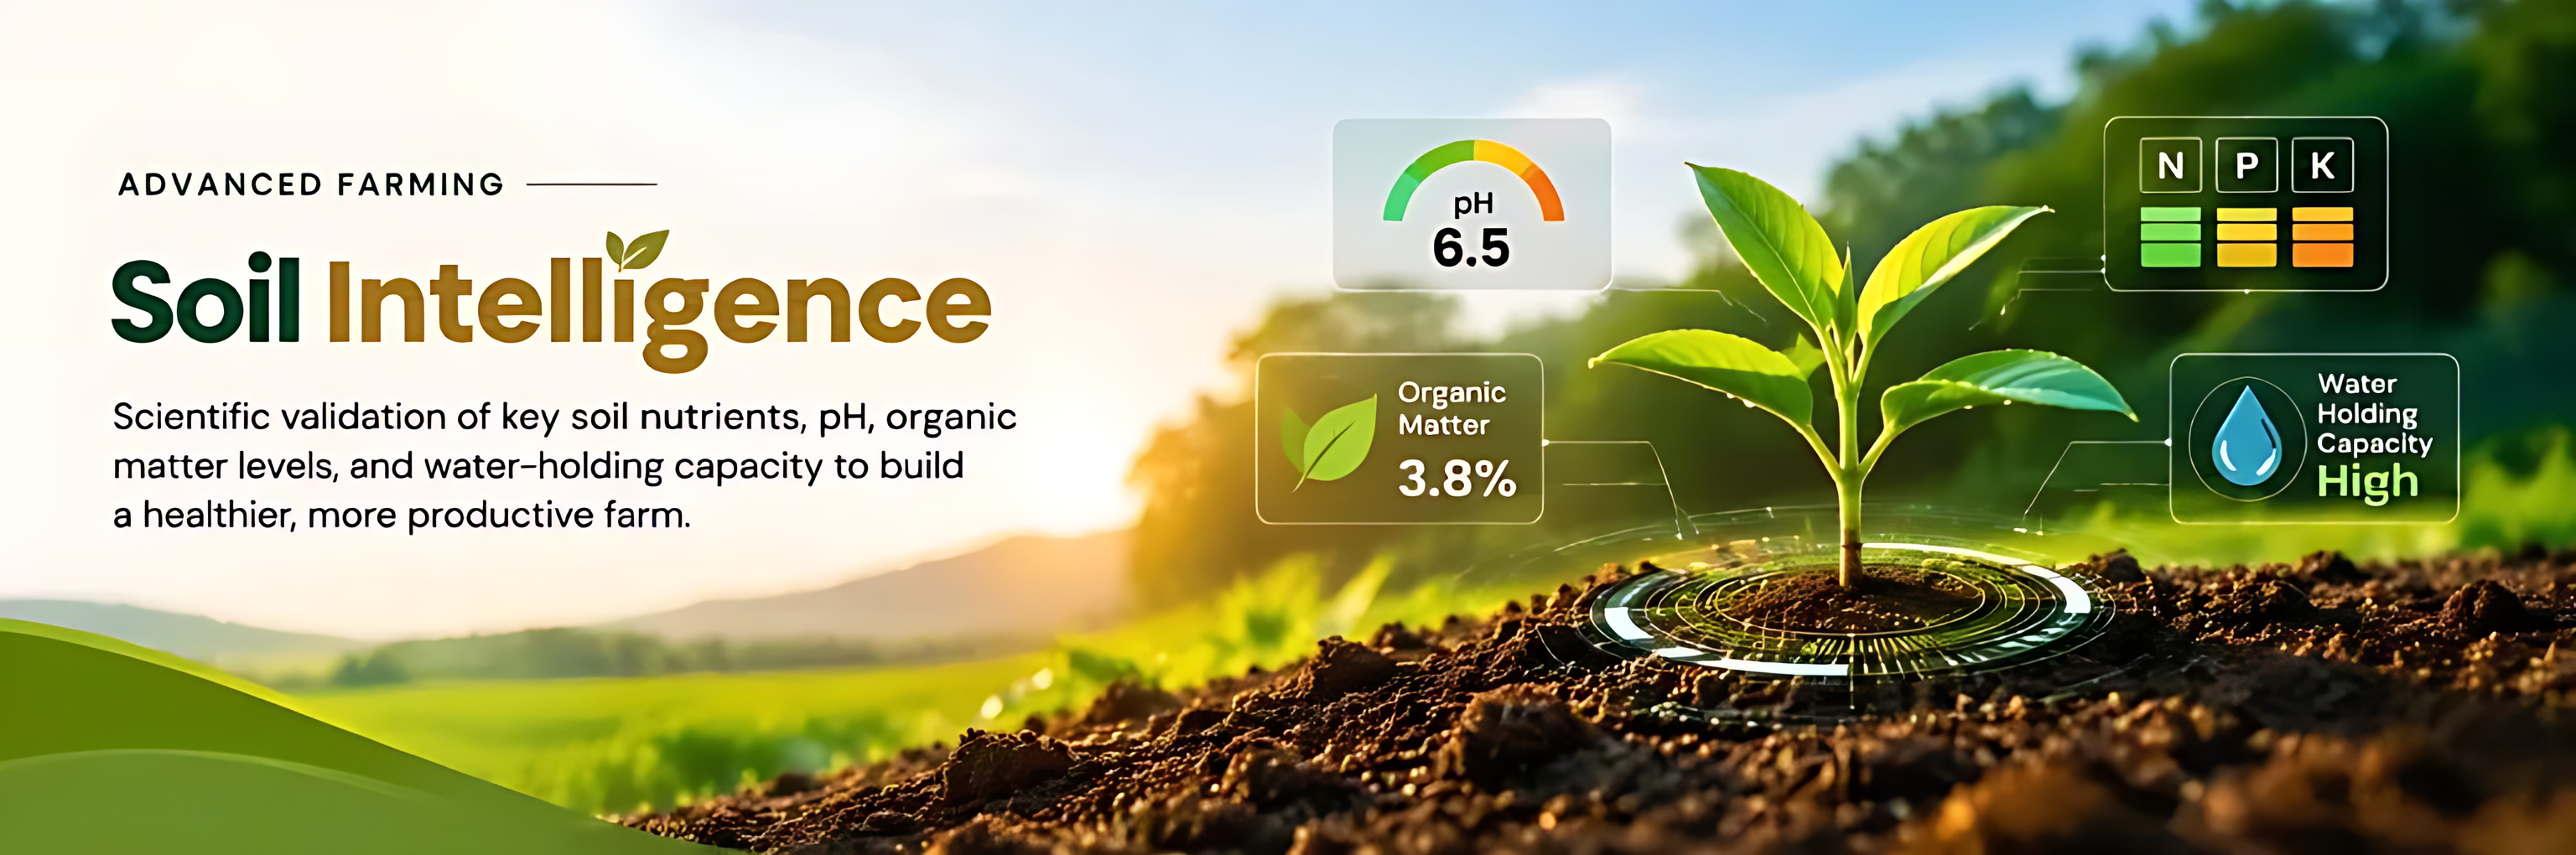 ADVANCED FARMING
Soil Intelligence
Scientific validation of key soil nutrients, pH, organic
matter levels, and water-holding capacity to build
a healthier, more productive farm.
pH
6.5
Organic
Matter
3.8%
N P K
Water
Holding
Capacity
High